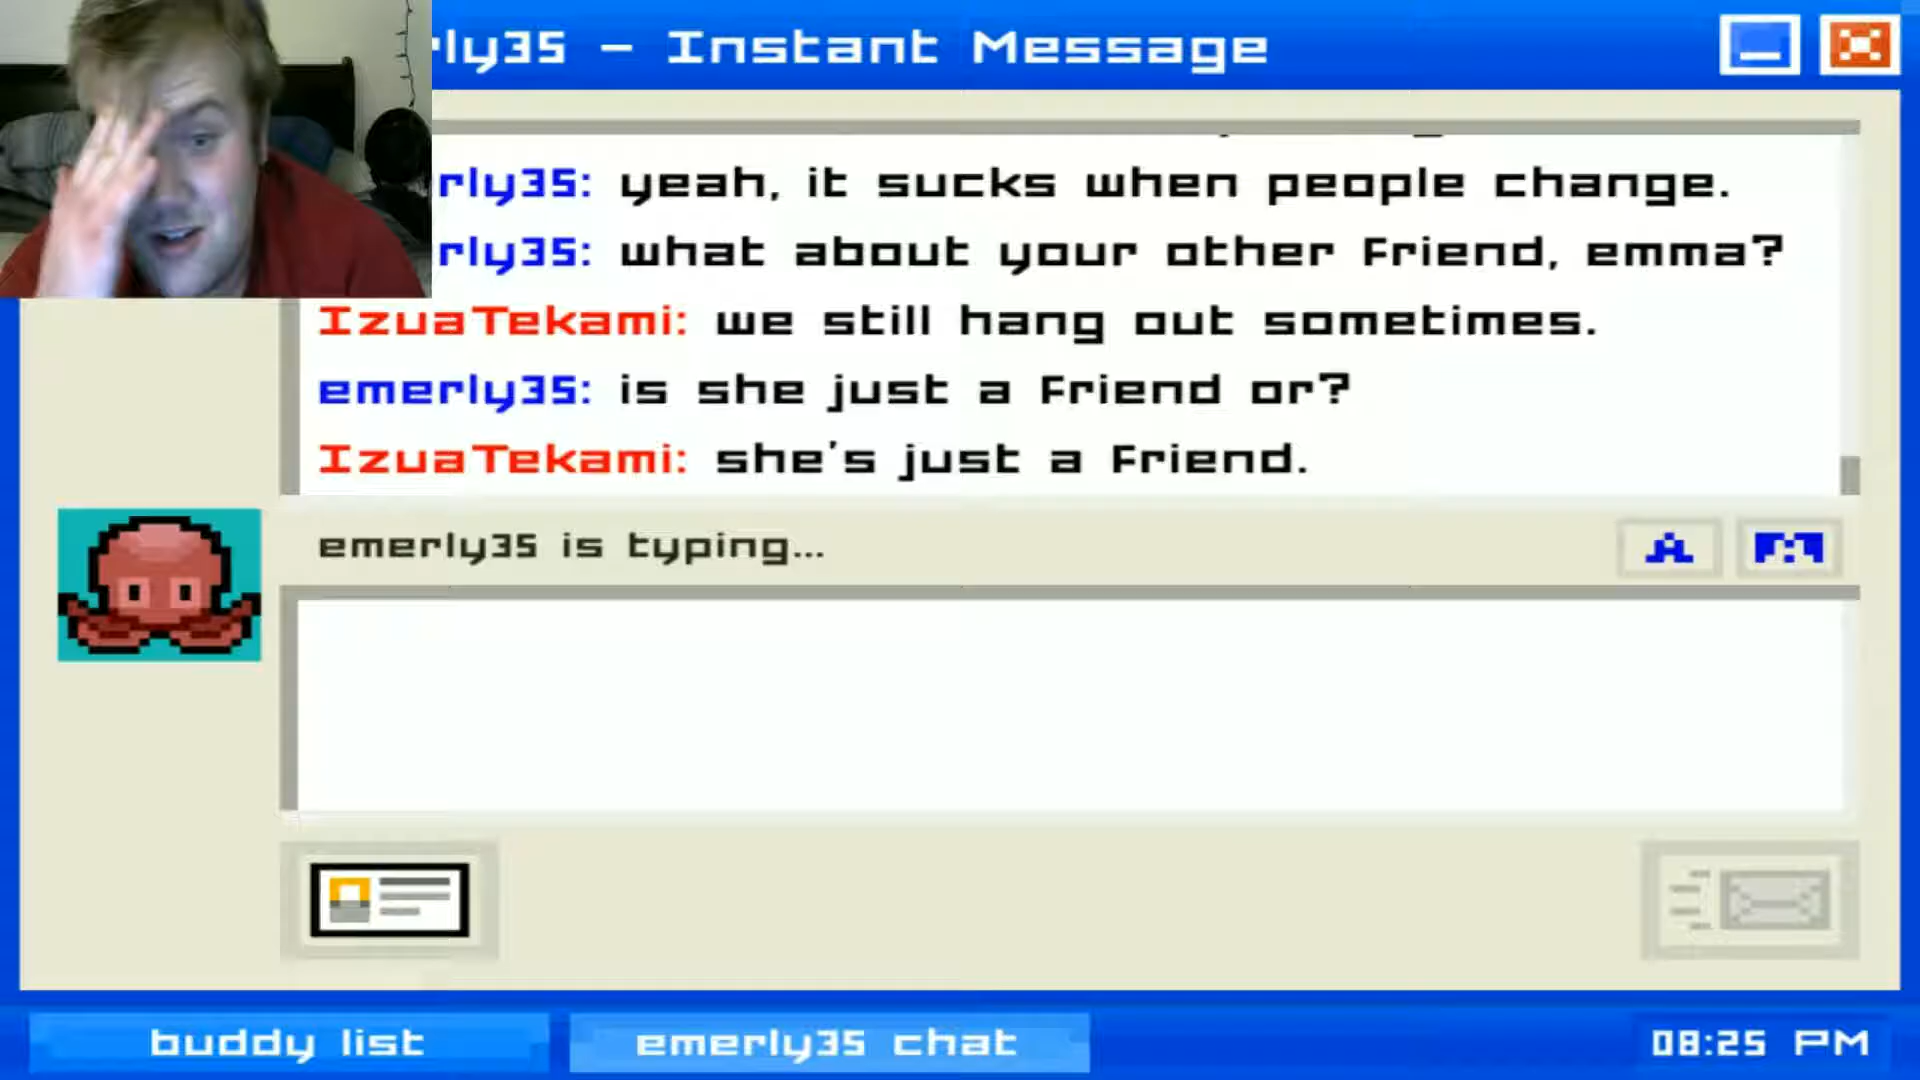 rly35 - Instant Message
rly35: yeah, it sucks when people change.
rly35: what about your other Friend, emma?
IzuaTekami: we still hang out sometimes.
emerly35: is she just a Friend or?
IzuaTekami: she's just a Friend.
emerly35 is typing...
A
buddy list
emerly35 chat
08:25 PM